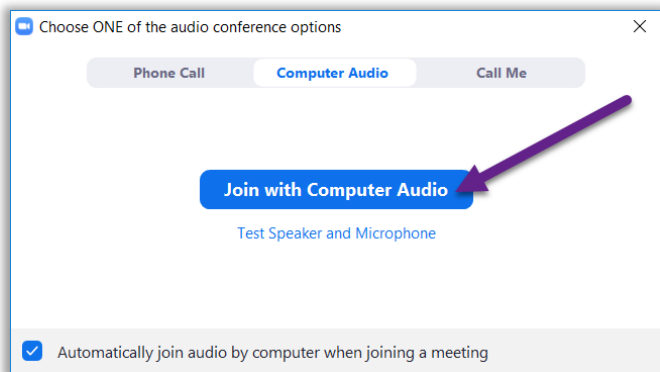 Choose ONE of the audio conference options
Phone Call Computer Audio Call Me
Join with Computer Audio
Test Speaker and Microphone
Automatically join audio by computer when joining a meeting